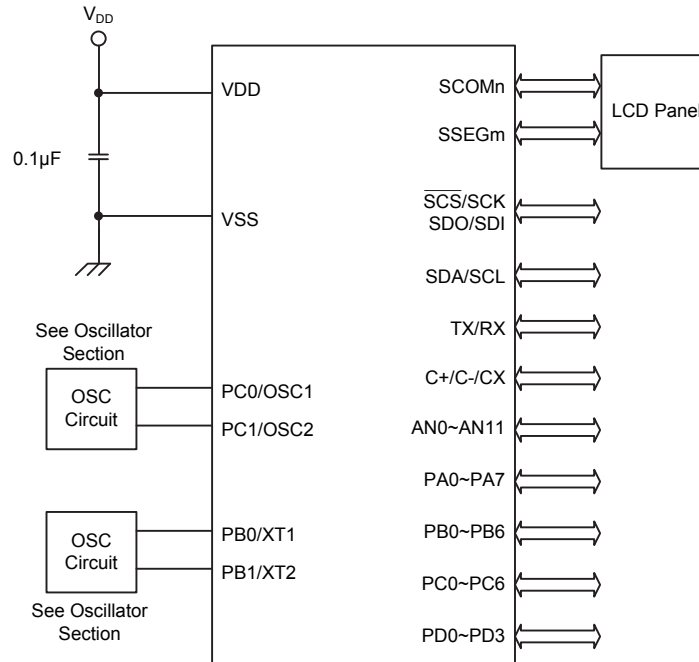 VDD
VDD
0.1µF
VSS
See Oscillator
Section
OSC
Circuit
PC0/OSC1
PC1/OSC2
OSC
Circuit
PB0/XT1
PB1/XT2
See Oscillator
Section
SCOMn
SSEGm
LCD Panel
SCS/SCK
SDO/SDI
SDA/SCL
TX/RX
C+/C-/CX
AN0~AN11
PA0~PA7
PB0~PB6
PC0~PC6
PD0~PD3